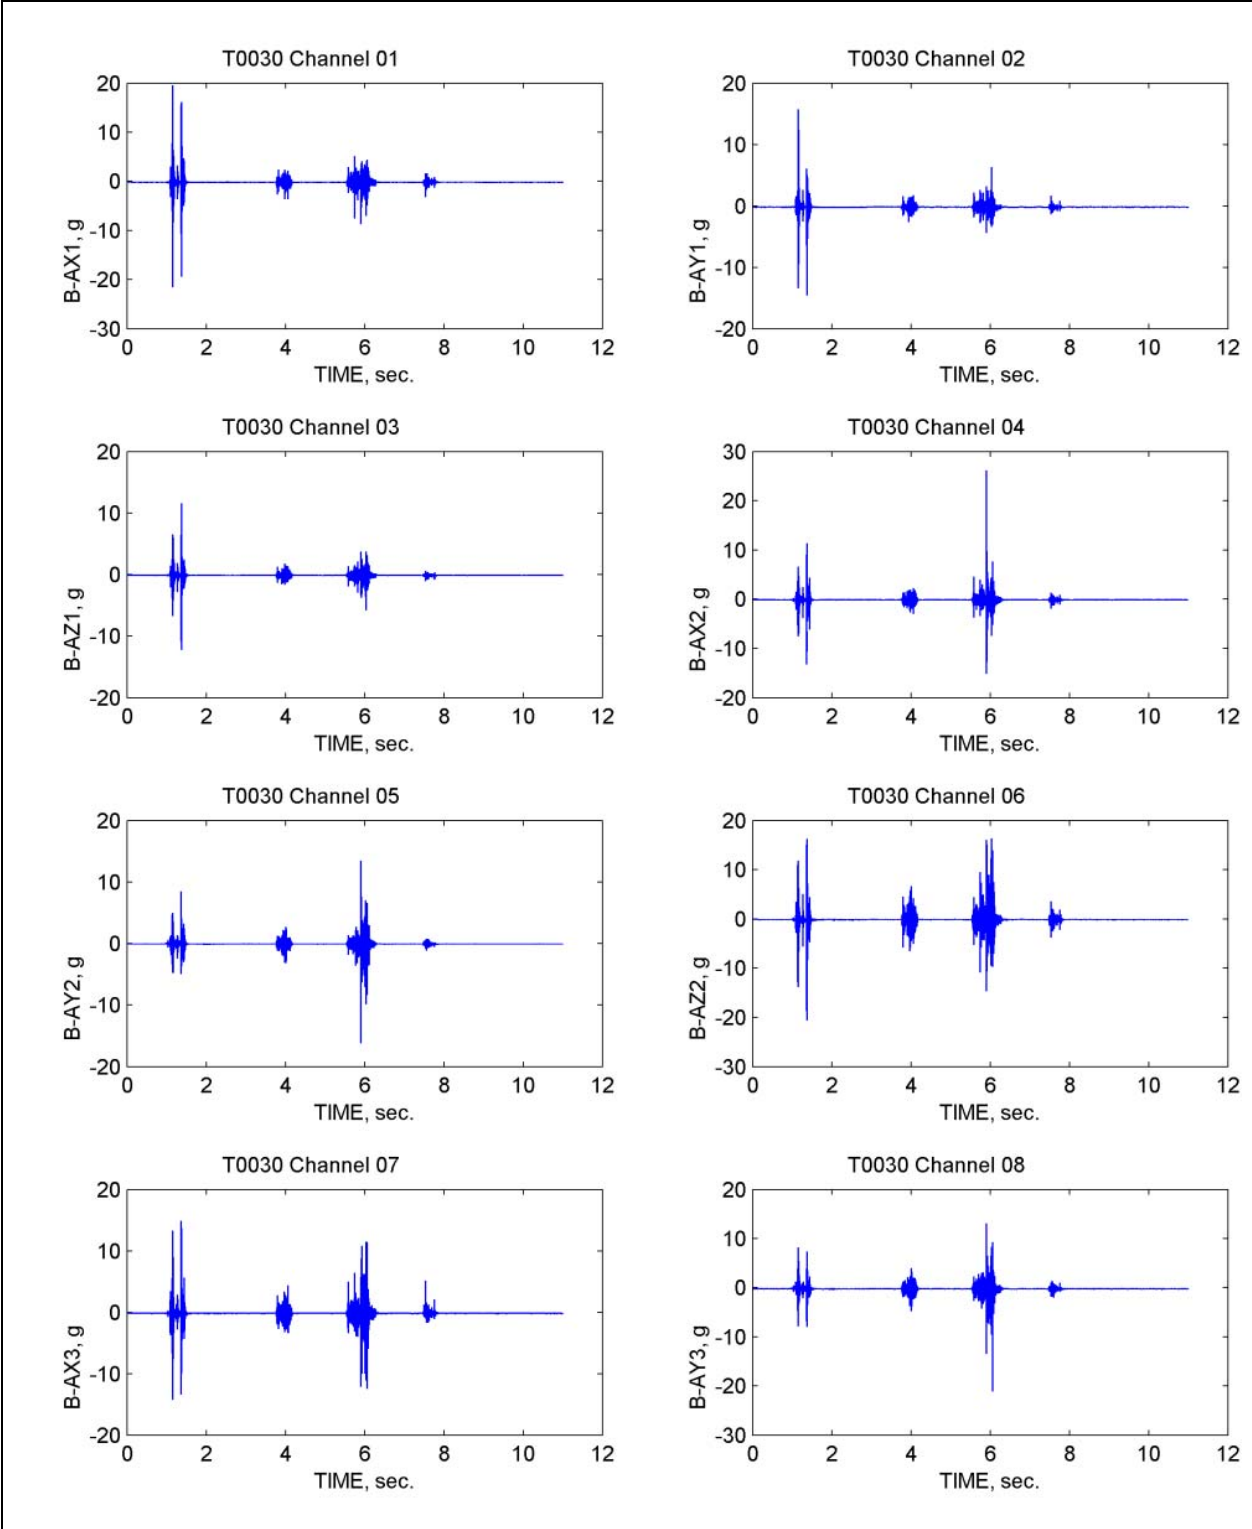 T0030 Channel 01
20
10
0
-10
-20
-30
B-AX1, g
0 2 4 6 8 10 12
TIME, sec.
T0030 Channel 02
20
10
0
-10
-20
B-AY1, g
0 2 4 6 8 10 12
TIME, sec.
T0030 Channel 03
20
10
0
-10
-20
B-AZ1, g
0 2 4 6 8 10 12
TIME, sec.
T0030 Channel 04
30
20
10
0
-10
-20
B-AX2, g
0 2 4 6 8 10 12
TIME, sec.
T0030 Channel 05
20
10
0
-10
-20
B-AY2, g
0 2 4 6 8 10 12
TIME, sec.
T0030 Channel 06
20
10
0
-10
-20
-30
B-AZ2, g
0 2 4 6 8 10 12
TIME, sec.
T0030 Channel 07
20
10
0
-10
-20
B-AX3, g
0 2 4 6 8 10 12
TIME, sec.
T0030 Channel 08
20
10
0
-10
-20
-30
B-AY3, g
0 2 4 6 8 10 12
TIME, sec.